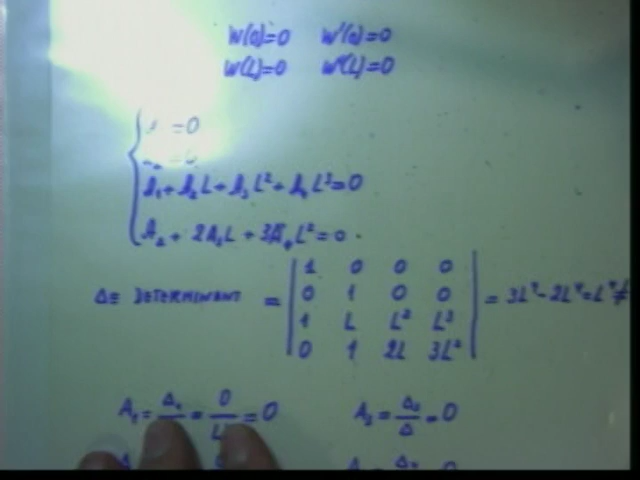 W(0)=0 W'(0)=0
W(L)=0 W'(L)=0
=0
A₁+A₂L+A₃L²+A₄L³=0
A₂+2A₃L+3A₄L²=0.
Δ≡ DETERMINANT = | 1 0 0 0 | = 3L⁴-2L⁴=L⁴≠
0 1 0 0
1 L L² L³
0 1 2L 3L²
A₁=Δ₁/=0/L=0 A₂=Δ₂/Δ=0